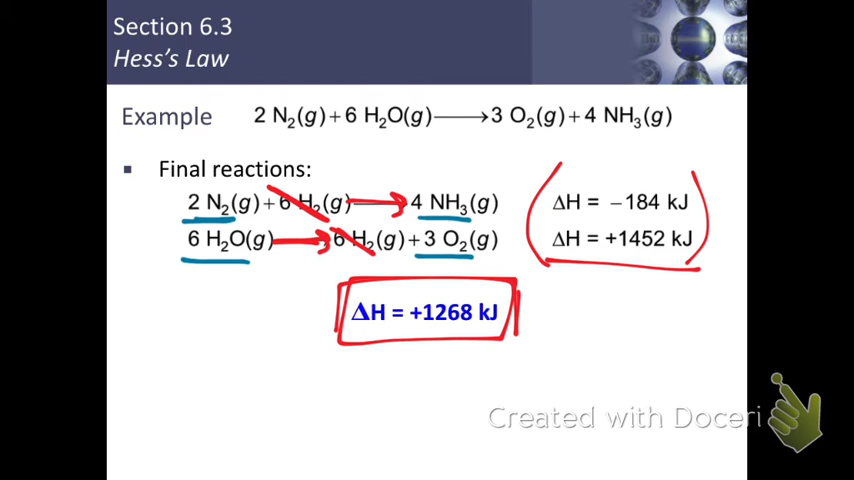 Section 6.3
Hess's Law
Example 2 N₂(g) + 6 H₂O(g) ⟶ 3 O₂(g) + 4 NH₃(g)
▪ Final reactions:
2 N₂(g) + 6 H₂(g) ⟶ 4 NH₃(g) ΔH = −184 kJ
6 H₂O(g) ⟶ 6 H₂(g) + 3 O₂(g) ΔH = +1452 kJ
ΔH = +1268 kJ
Created with Doceri